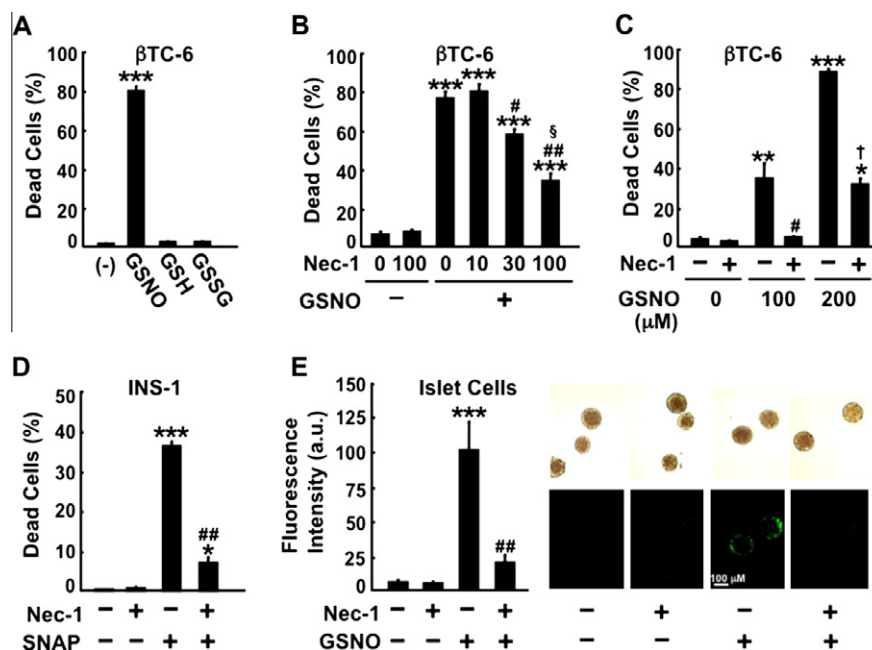 A
βTC-6
Dead Cells (%)
100
80
60
40
20
0
***
(-) GSNO GSH GSSG
B
βTC-6
Dead Cells (%)
100
80
60
40
20
0
*** *** # *** § ## ***
Nec-1 0 100 0 10 30 100
GSNO − +
C
βTC-6
Dead Cells (%)
100
80
60
40
20
0
** # *** † *
Nec-1 − + − + − +
GSNO 0 100 200
(μM)
D
INS-1
Dead Cells (%)
50
40
30
20
10
0
*** ## *
Nec-1 − + − +
SNAP − − + +
E
Islet Cells
Fluorescence
Intensity (a.u.)
150
125
100
75
50
25
0
*** ##
Nec-1 − + − +
GSNO − − + +
100 μM
− + − +
− − + +